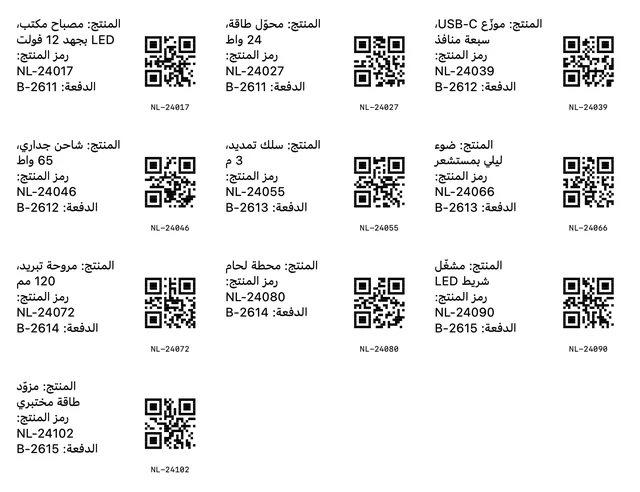 المنتج: مصباح مكتب،
LED بجهد 12 فولت
رمز المنتج:
NL-24017
الدفعة: B-2611
NL-24017
المنتج: محوّل طاقة،
24 واط
رمز المنتج:
NL-24027
الدفعة: B-2611
NL-24027
المنتج: موزّع USB-C،
سبعة منافذ
رمز المنتج:
NL-24039
الدفعة: B-2612
NL-24039
المنتج: شاحن جداري،
65 واط
رمز المنتج:
NL-24046
الدفعة: B-2612
NL-24046
المنتج: سلك تمديد،
3 م
رمز المنتج:
NL-24055
الدفعة: B-2613
NL-24055
المنتج: ضوء
ليلي بمستشعر
رمز المنتج:
NL-24066
الدفعة: B-2613
NL-24066
المنتج: مروحة تبريد،
120 مم
رمز المنتج:
NL-24072
الدفعة: B-2614
NL-24072
المنتج: محطة لحام
رمز المنتج:
NL-24080
الدفعة: B-2614
NL-24080
المنتج: مشغّل
شريط LED
رمز المنتج:
NL-24090
الدفعة: B-2615
NL-24090
المنتج: مزوّد
طاقة مختبري
رمز المنتج:
NL-24102
الدفعة: B-2615
NL-24102